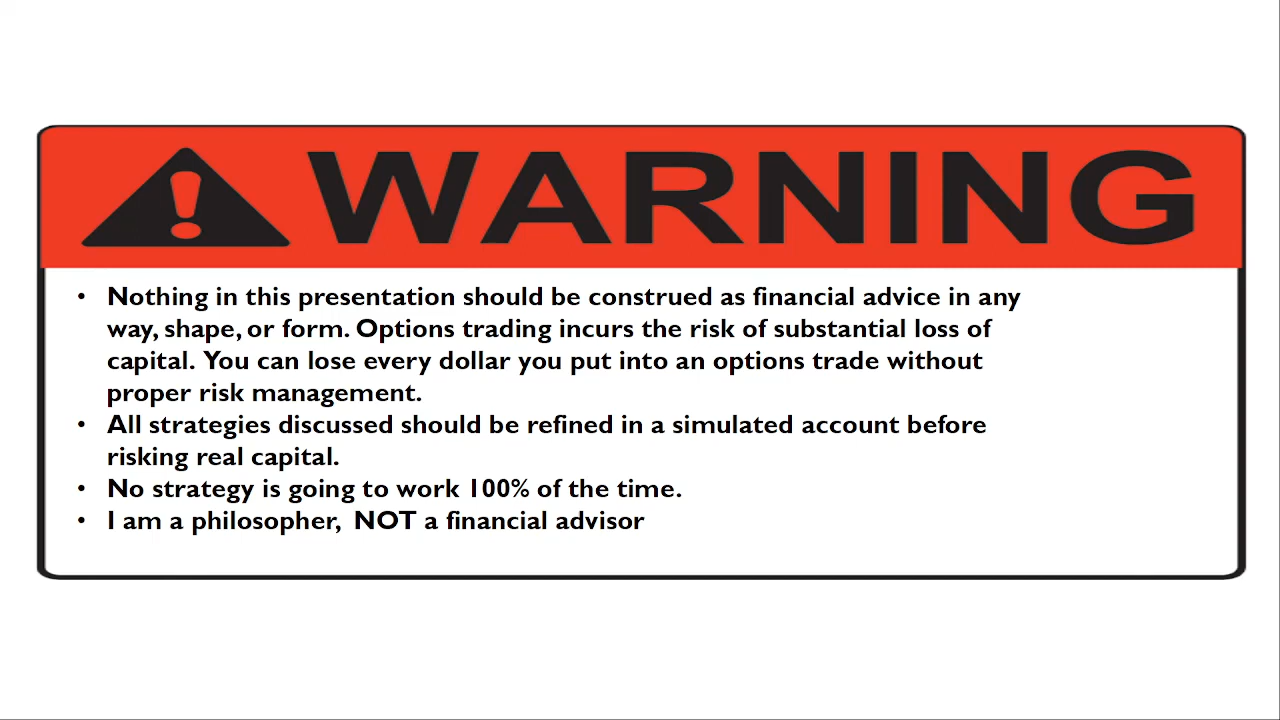 WARNING
• Nothing in this presentation should be construed as financial advice in any
way, shape, or form. Options trading incurs the risk of substantial loss of
capital. You can lose every dollar you put into an options trade without
proper risk management.
• All strategies discussed should be refined in a simulated account before
risking real capital.
• No strategy is going to work 100% of the time.
• I am a philosopher, NOT a financial advisor